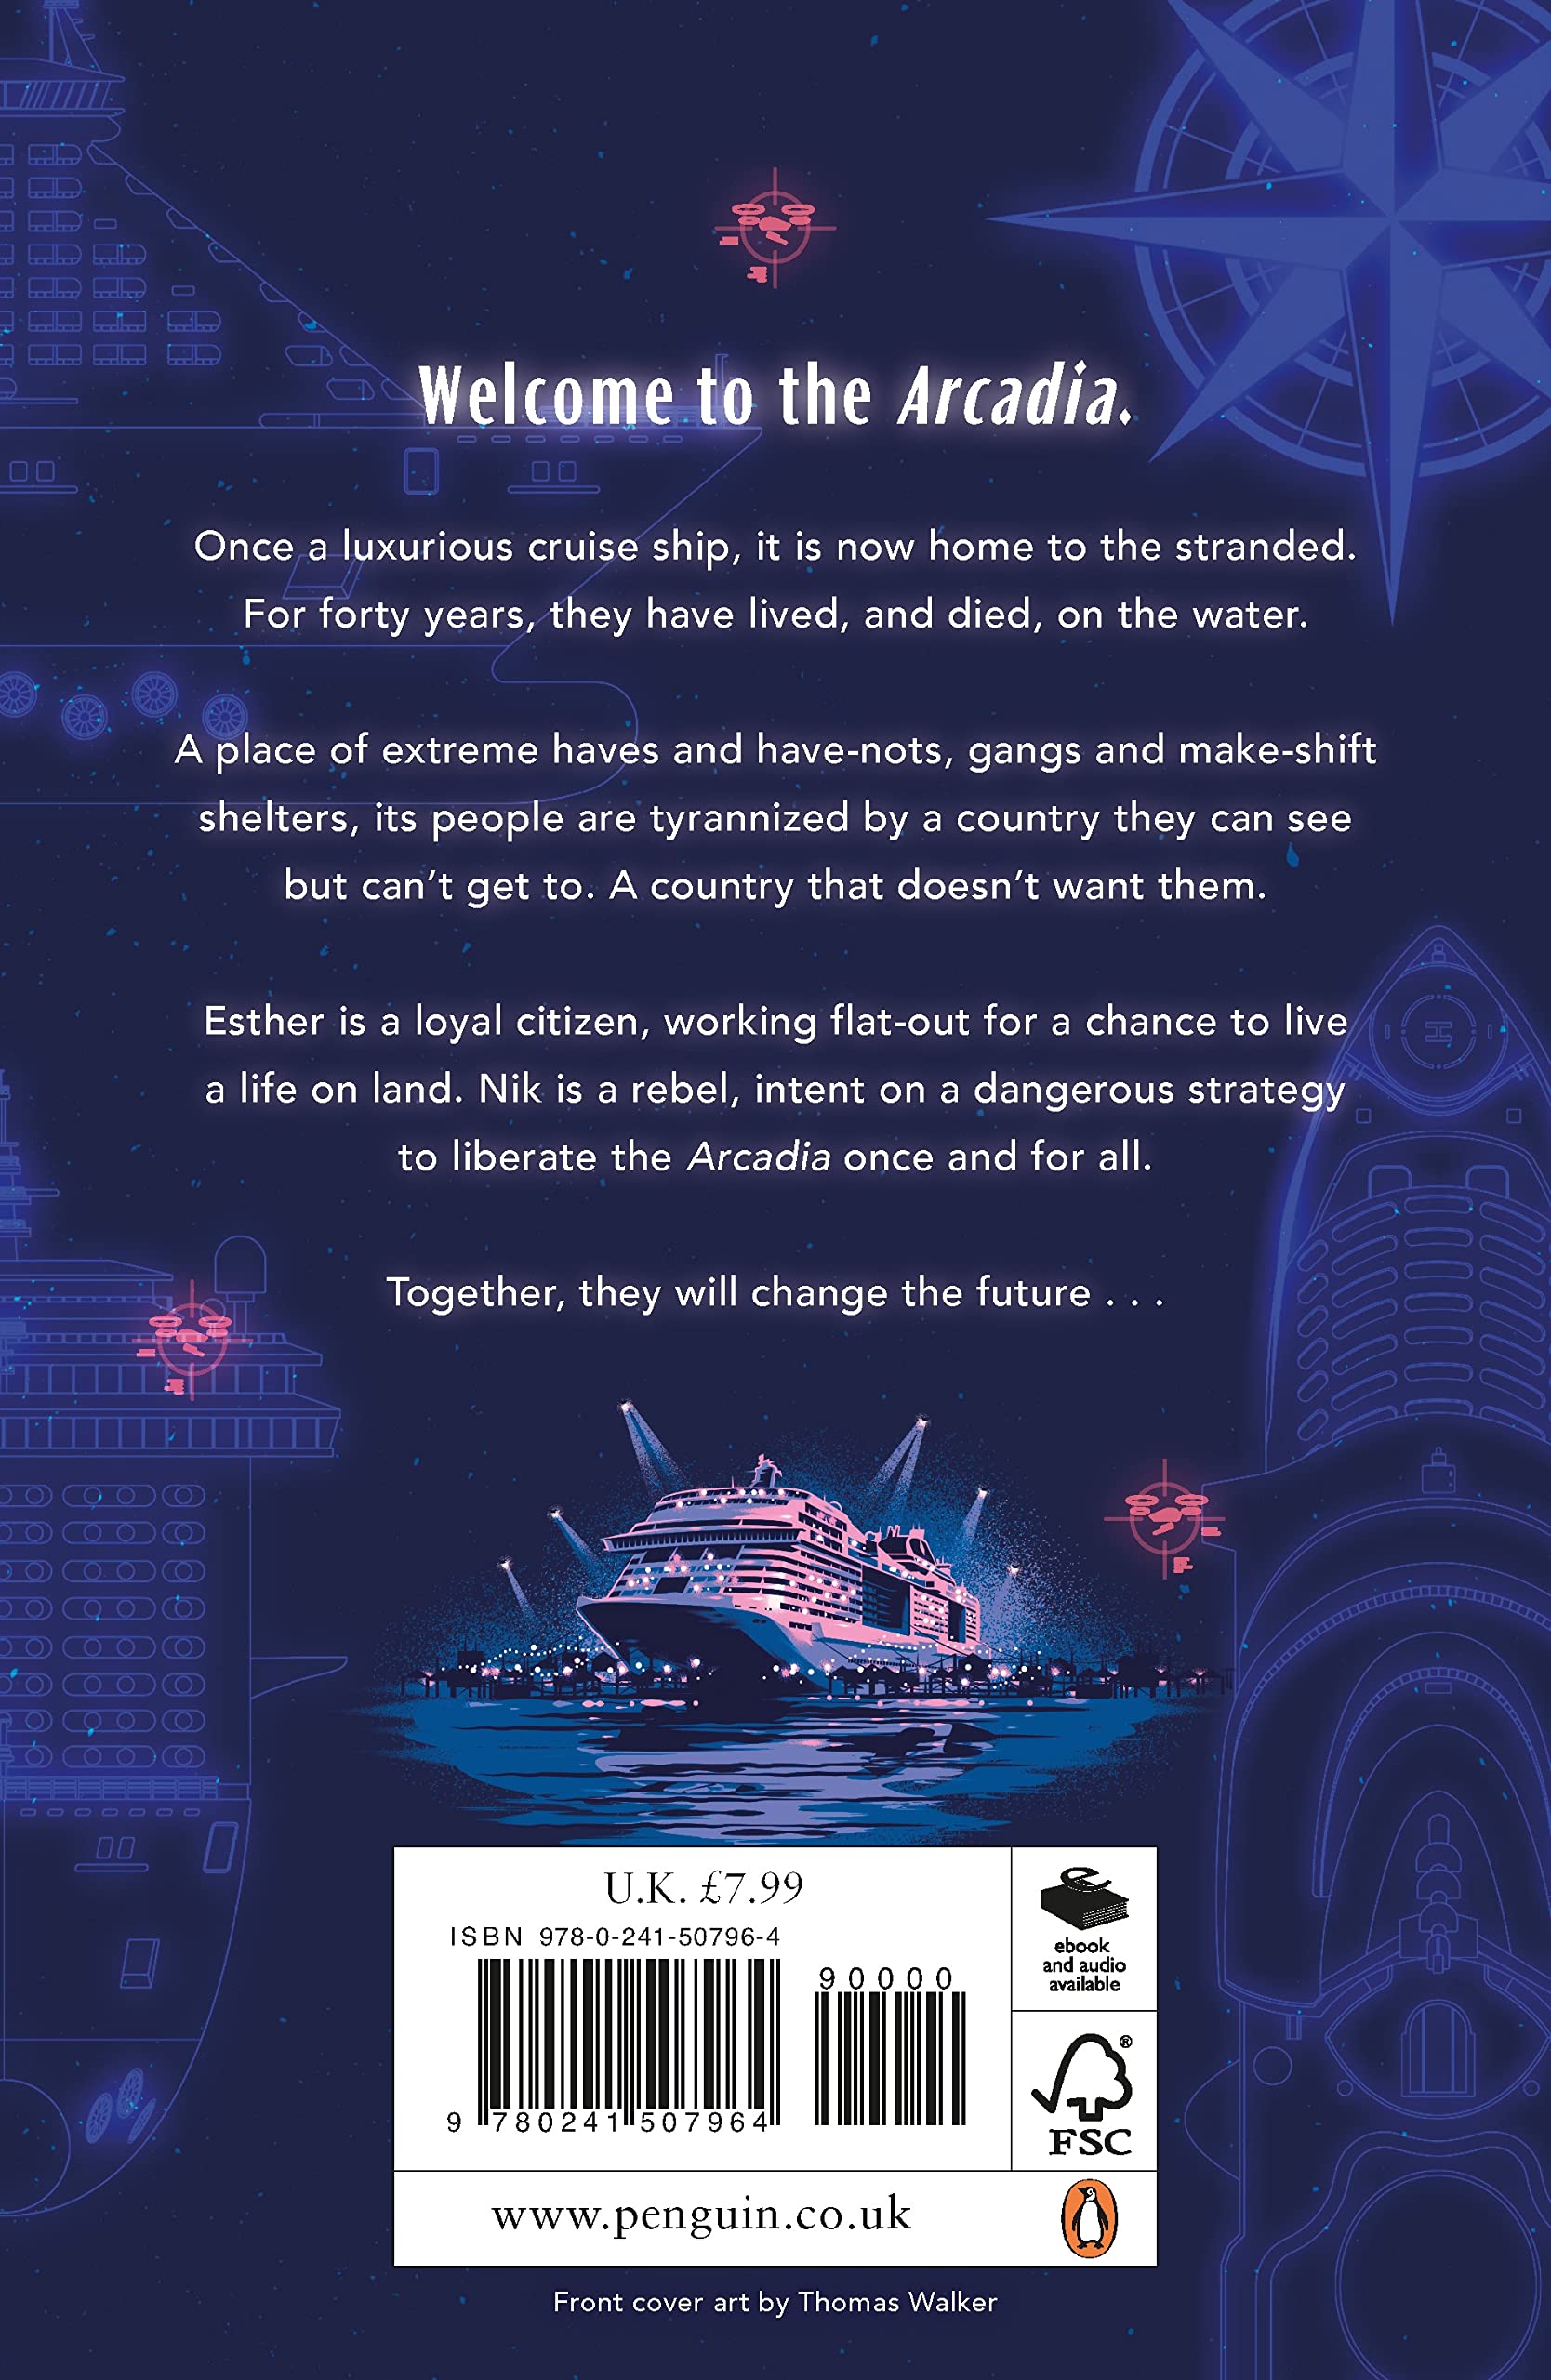 Welcome to the Arcadia.
Once a luxurious cruise ship, it is now home to the stranded.
For forty years, they have lived, and died, on the water.
A place of extreme haves and have-nots, gangs and make-shift
shelters, its people are tyrannized by a country they can see
but can’t get to. A country that doesn’t want them.
Esther is a loyal citizen, working flat-out for a chance to live
a life on land. Nik is a rebel, intent on a dangerous strategy
to liberate the Arcadia once and for all.
Together, they will change the future . . .
U.K. £7.99
ISBN 978-0-241-50796-4
90000
9 780241 507964
ebook
and audio
available
®
FSC
www.penguin.co.uk
Front cover art by Thomas Walker